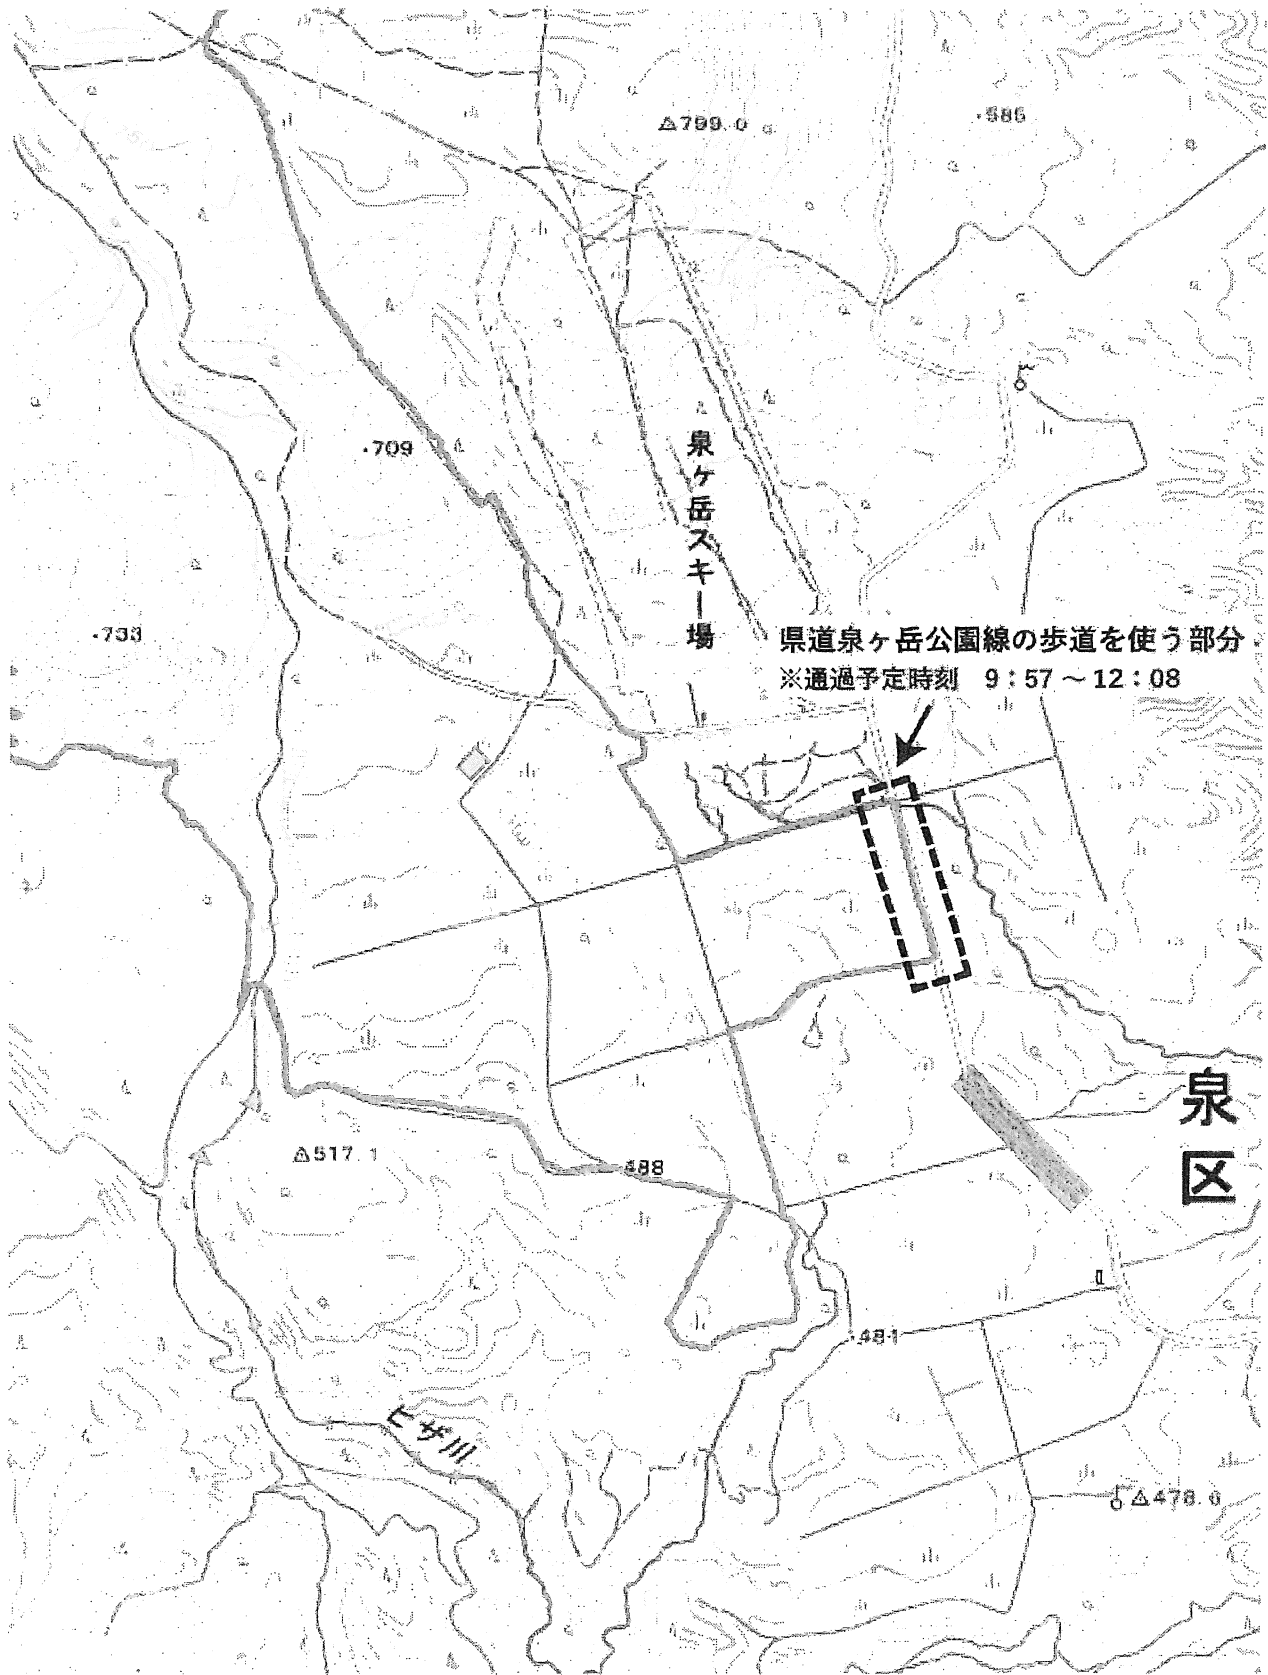 △799.0
・585
・709
泉ヶ岳スキー場
・733
県道泉ヶ岳公園線の歩道を使う部分
※通過予定時刻 9：57 ～ 12：08
泉区
△517.1
488
・481
ヒザ川
△478.0